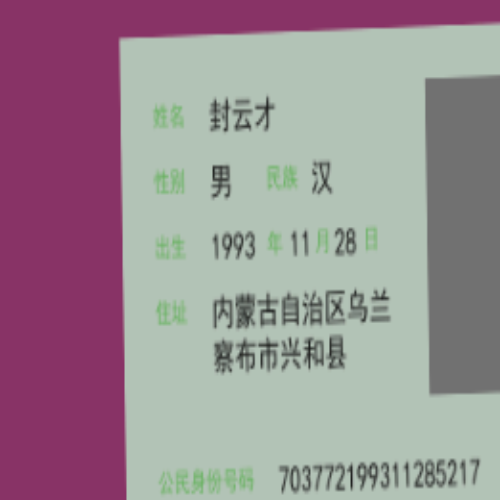 姓名 封云才
性别 男 民族 汉
出生 1993 年 11 月 28 日
住址 内蒙古自治区乌兰
察布市兴和县
公民身份号码 703772199311285217